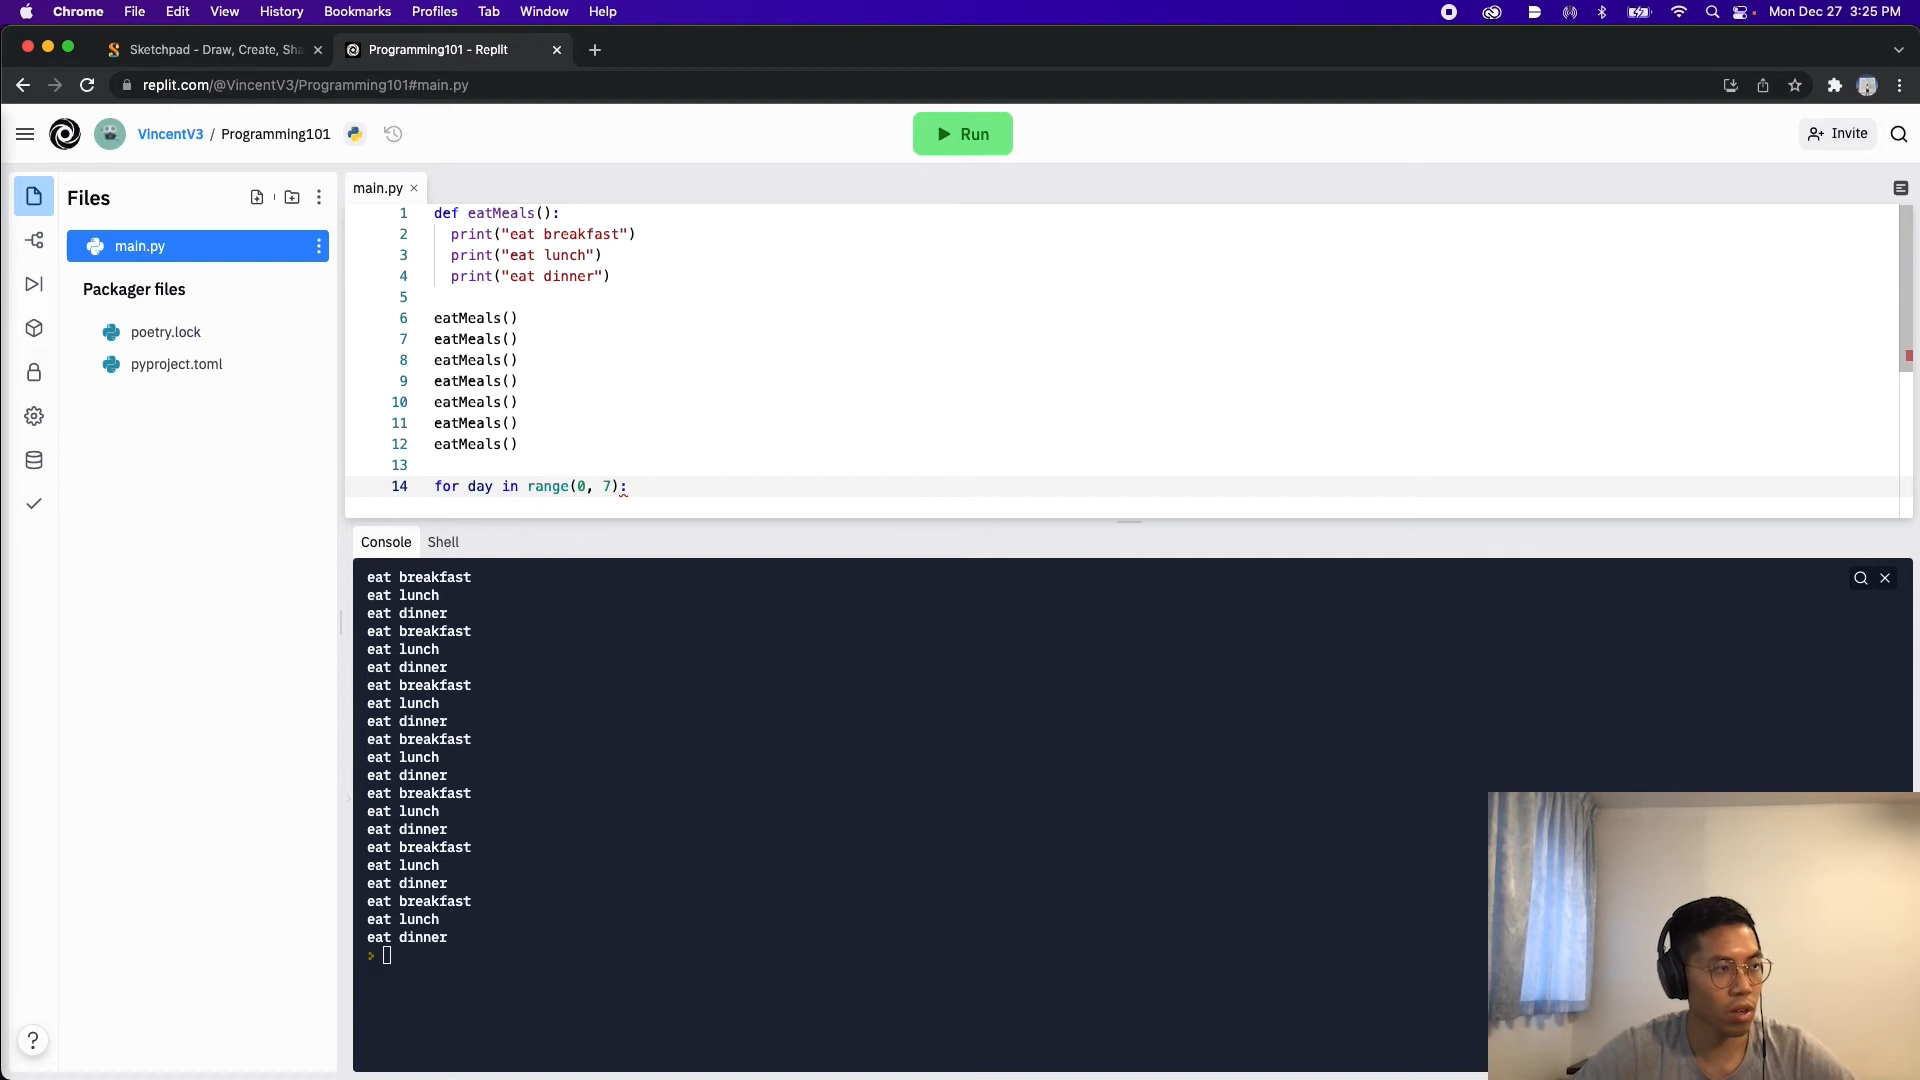 Chrome File Edit View History Bookmarks Profiles Tab Window Help Mon Dec 27 3:25 PM
Sketchpad - Draw, Create, Sha Programming101 - Replit
replit.com/@VincentV3/Programming101#main.py
VincentV3 / Programming101 Run Invite
Files
main.py
Packager files
poetry.lock
pyproject.toml
main.py
1 def eatMeals():
2 print("eat breakfast")
3 print("eat lunch")
4 print("eat dinner")
5
6 eatMeals()
7 eatMeals()
8 eatMeals()
9 eatMeals()
10 eatMeals()
11 eatMeals()
12 eatMeals()
13
14 for day in range(0, 7):
Console Shell
eat breakfast
eat lunch
eat dinner
eat breakfast
eat lunch
eat dinner
eat breakfast
eat lunch
eat dinner
eat breakfast
eat lunch
eat dinner
eat breakfast
eat lunch
eat dinner
eat breakfast
eat lunch
eat dinner
eat breakfast
eat lunch
eat dinner